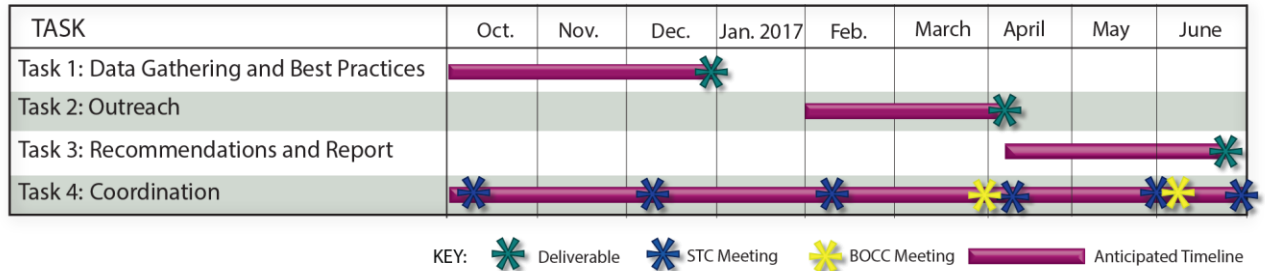 TASK Oct. Nov. Dec. Jan. 2017 Feb. March April May June
Task 1: Data Gathering and Best Practices
Task 2: Outreach
Task 3: Recommendations and Report
Task 4: Coordination
KEY: Deliverable STC Meeting BOCC Meeting Anticipated Timeline